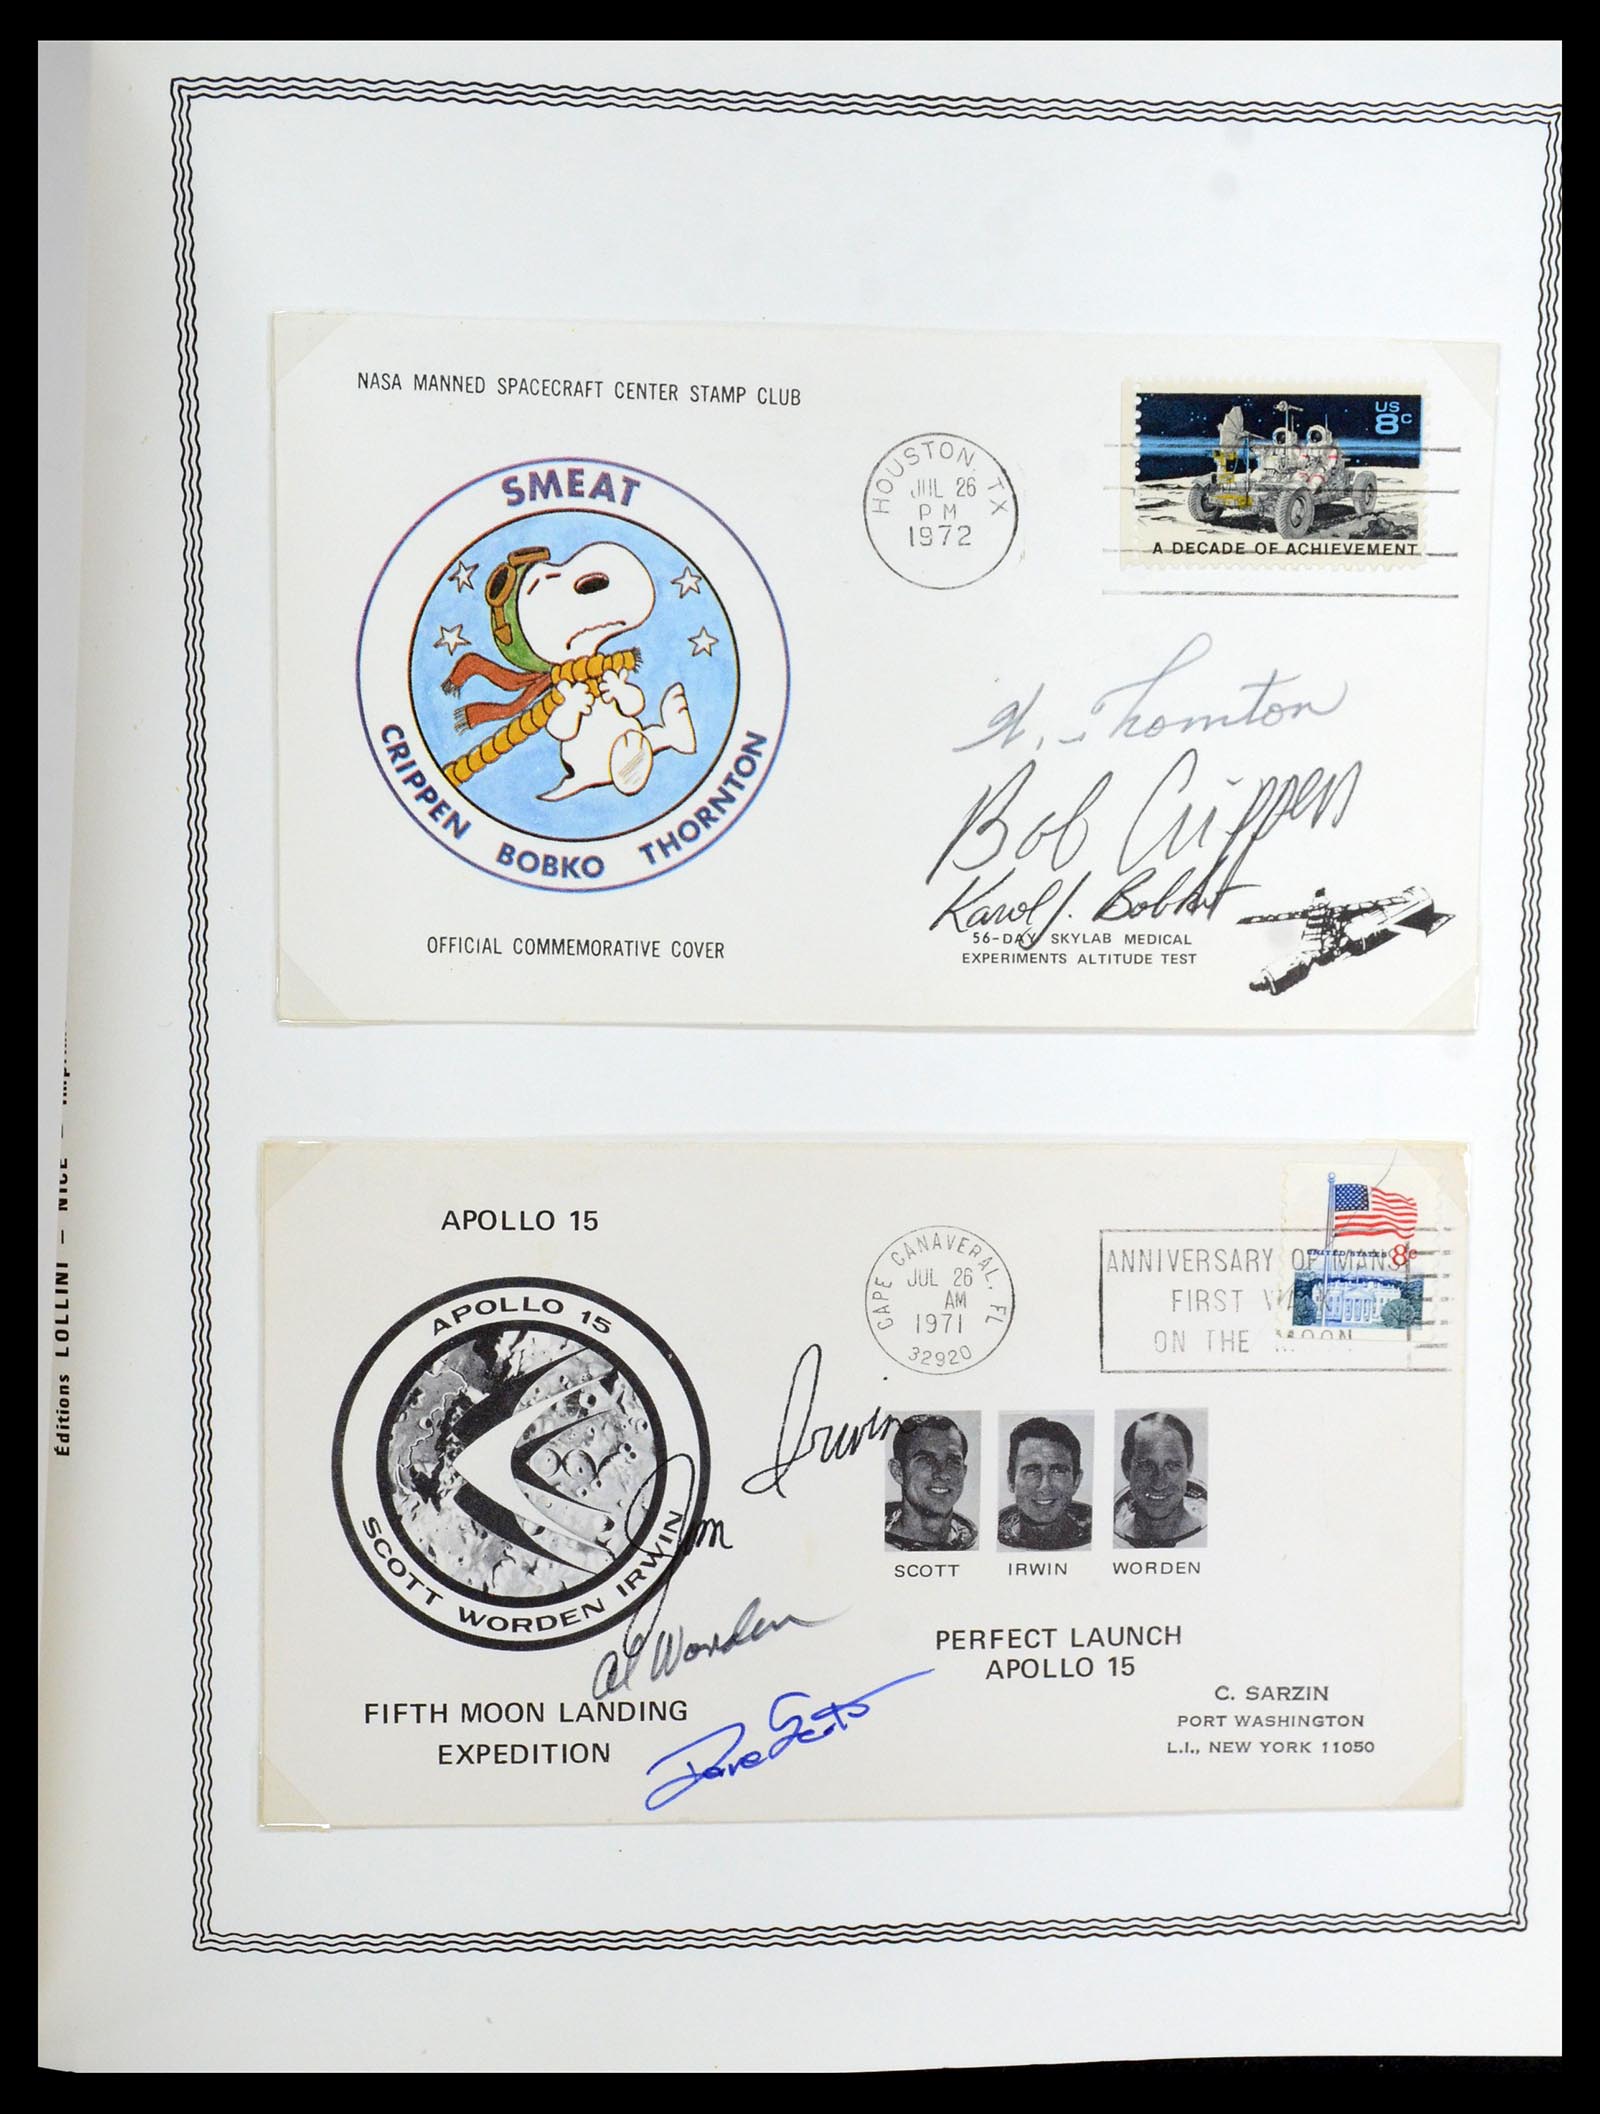 NASA MANNED SPACECRAFT CENTER STAMP CLUB
SMEAT
CRIPPEN BOBKO THORNTON
OFFICIAL COMMEMORATIVE COVER
HOUSTON, TX
JUL 26
PM
1972
US
8c
A DECADE OF ACHIEVEMENT
W. Thornton
Bob Crippen
Karol J. Bobko
56-DAY SKYLAB MEDICAL
EXPERIMENTS ALTITUDE TEST
Éditions LOLLINI – NICE –
APOLLO 15
APOLLO 15
SCOTT WORDEN IRWIN
FIFTH MOON LANDING
EXPEDITION
CAPE CANAVERAL, FL
JUL 26
AM
1971
32920
ANNIVERSARY OF MANS
FIRST WALK
ON THE MOON
UNITED STATES 8c
Jim Irwin
Al Worden
Dave Scott
SCOTT IRWIN WORDEN
PERFECT LAUNCH
APOLLO 15
C. SARZIN
PORT WASHINGTON
L.I., NEW YORK 11050